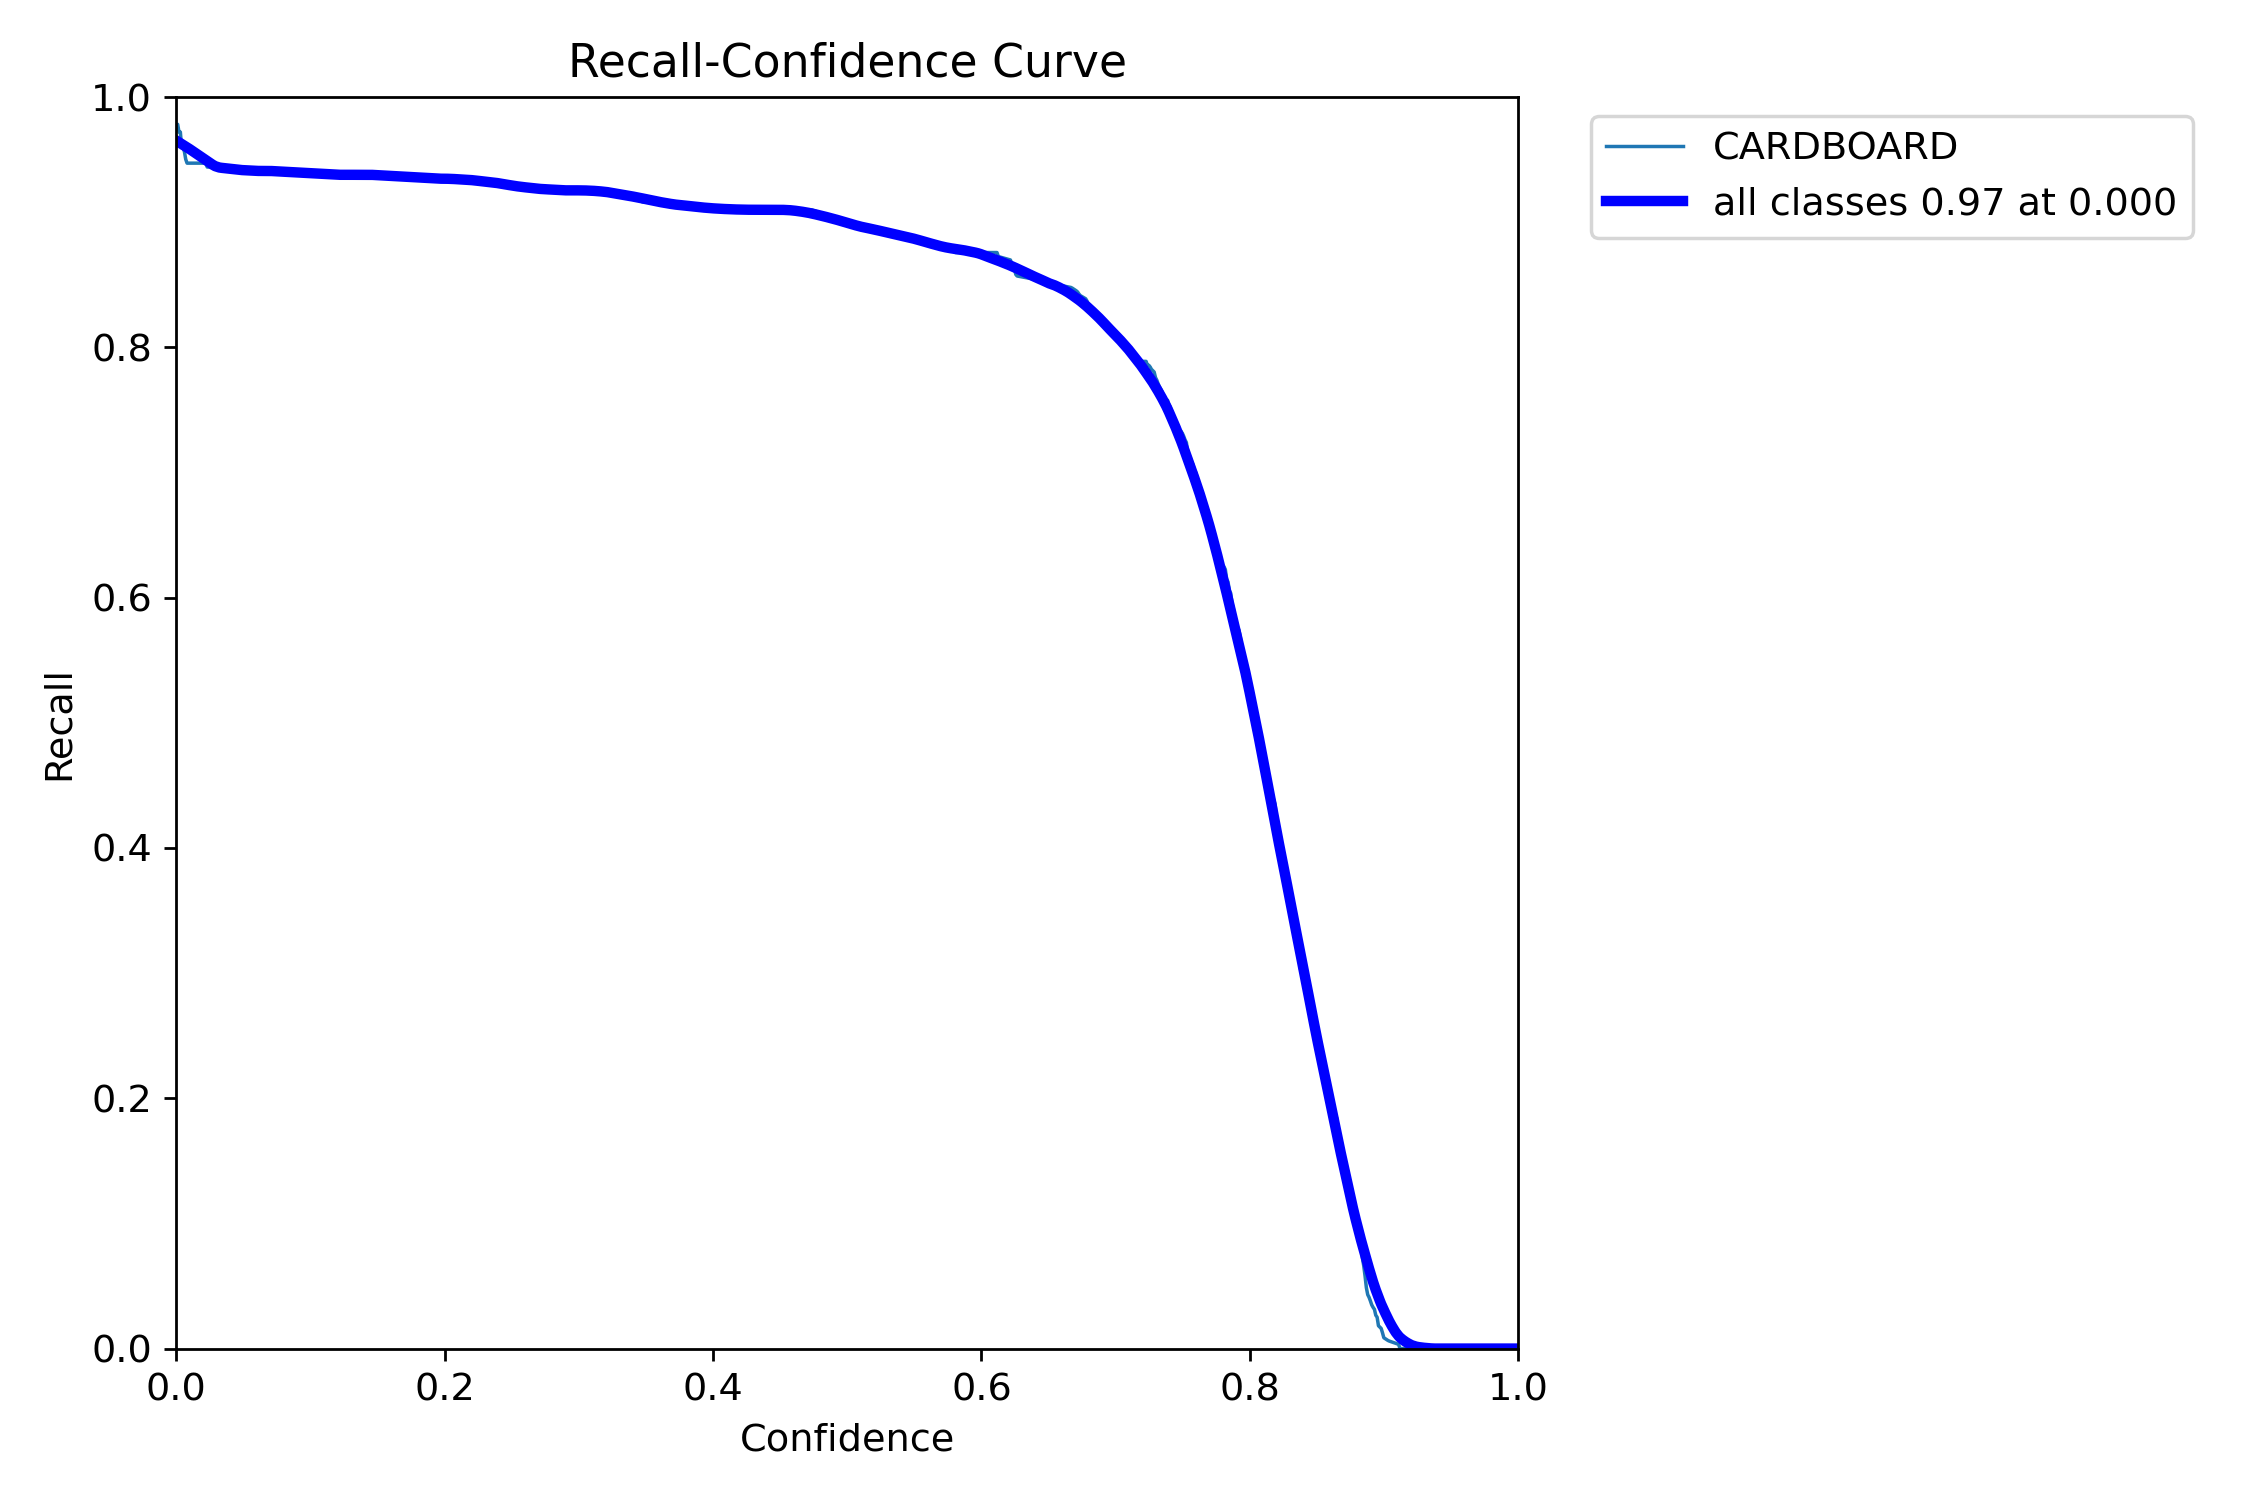 Recall-Confidence Curve
1.0
0.8
0.6
0.4
0.2
0.0
Recall
0.0 0.2 0.4 0.6 0.8 1.0
Confidence
CARDBOARD
all classes 0.97 at 0.000